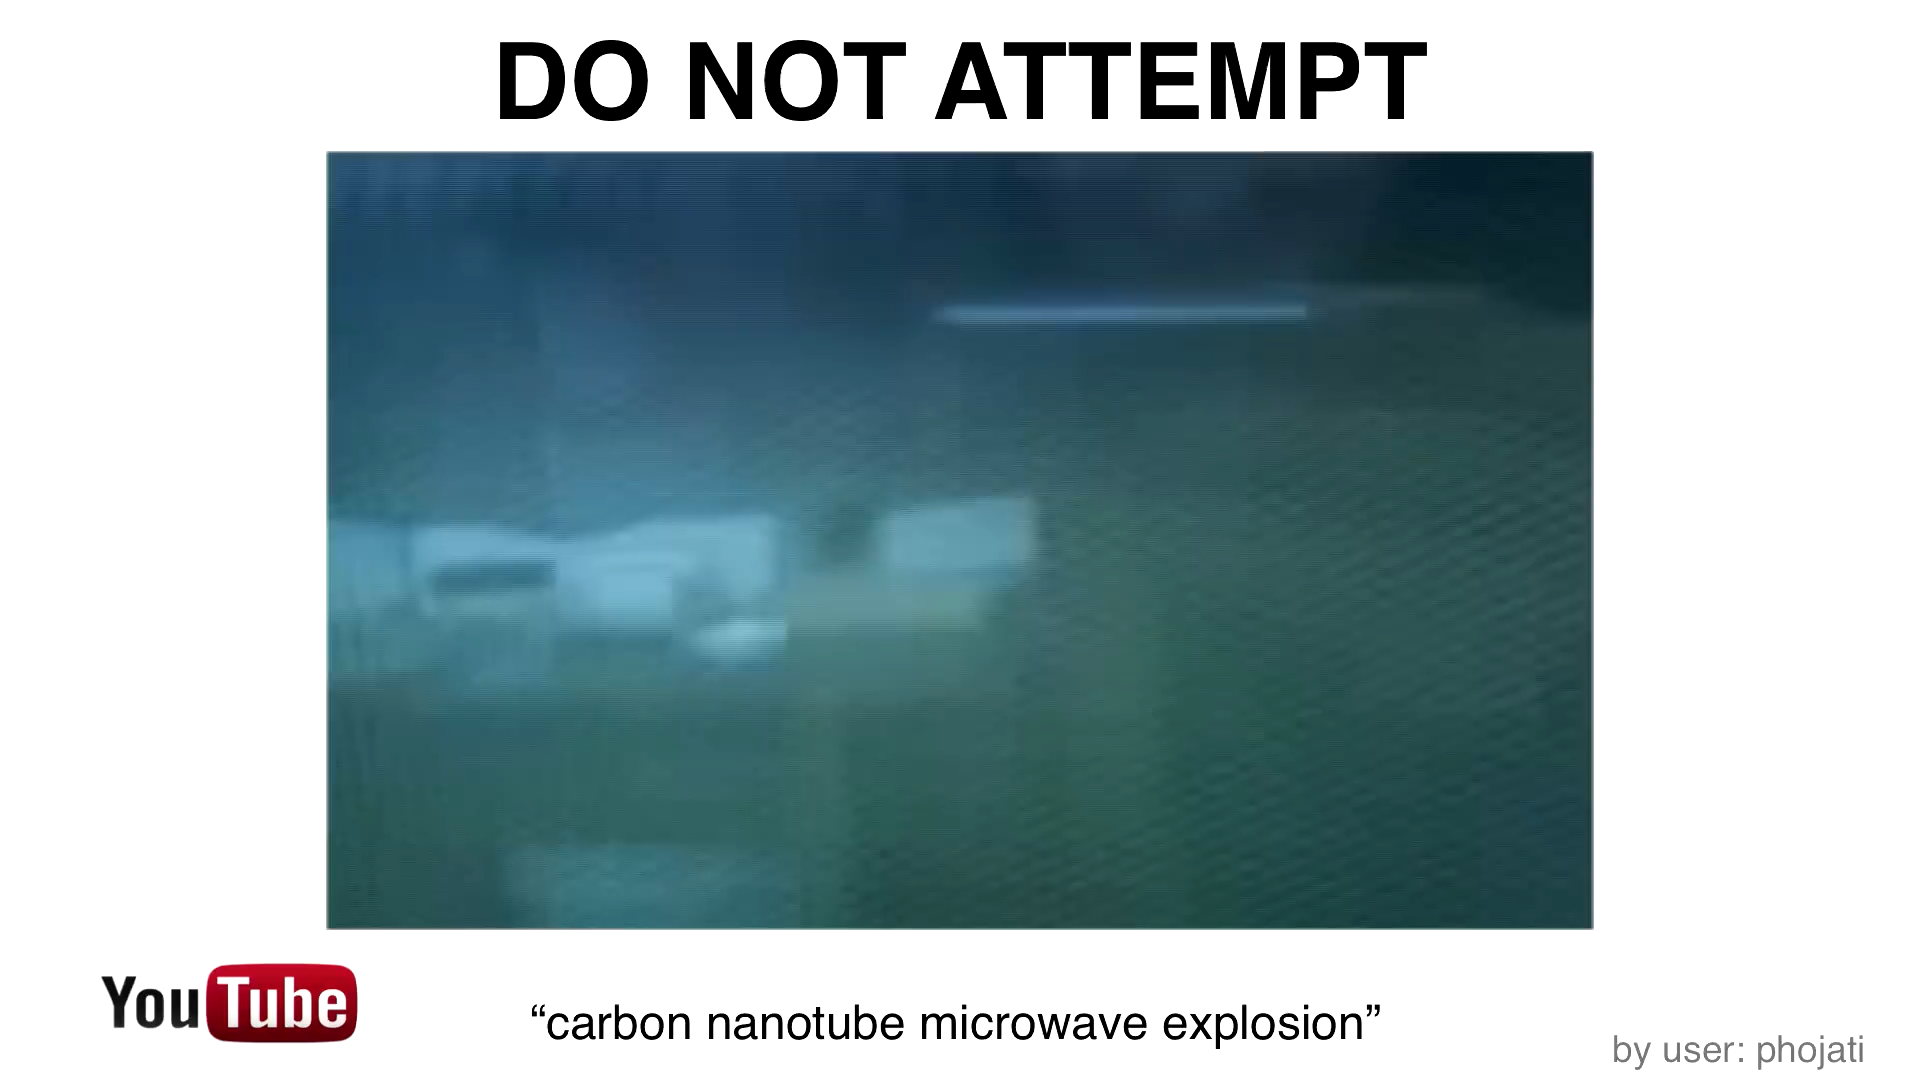 DO NOT ATTEMPT
YouTube
“carbon nanotube microwave explosion”
by user: phojati